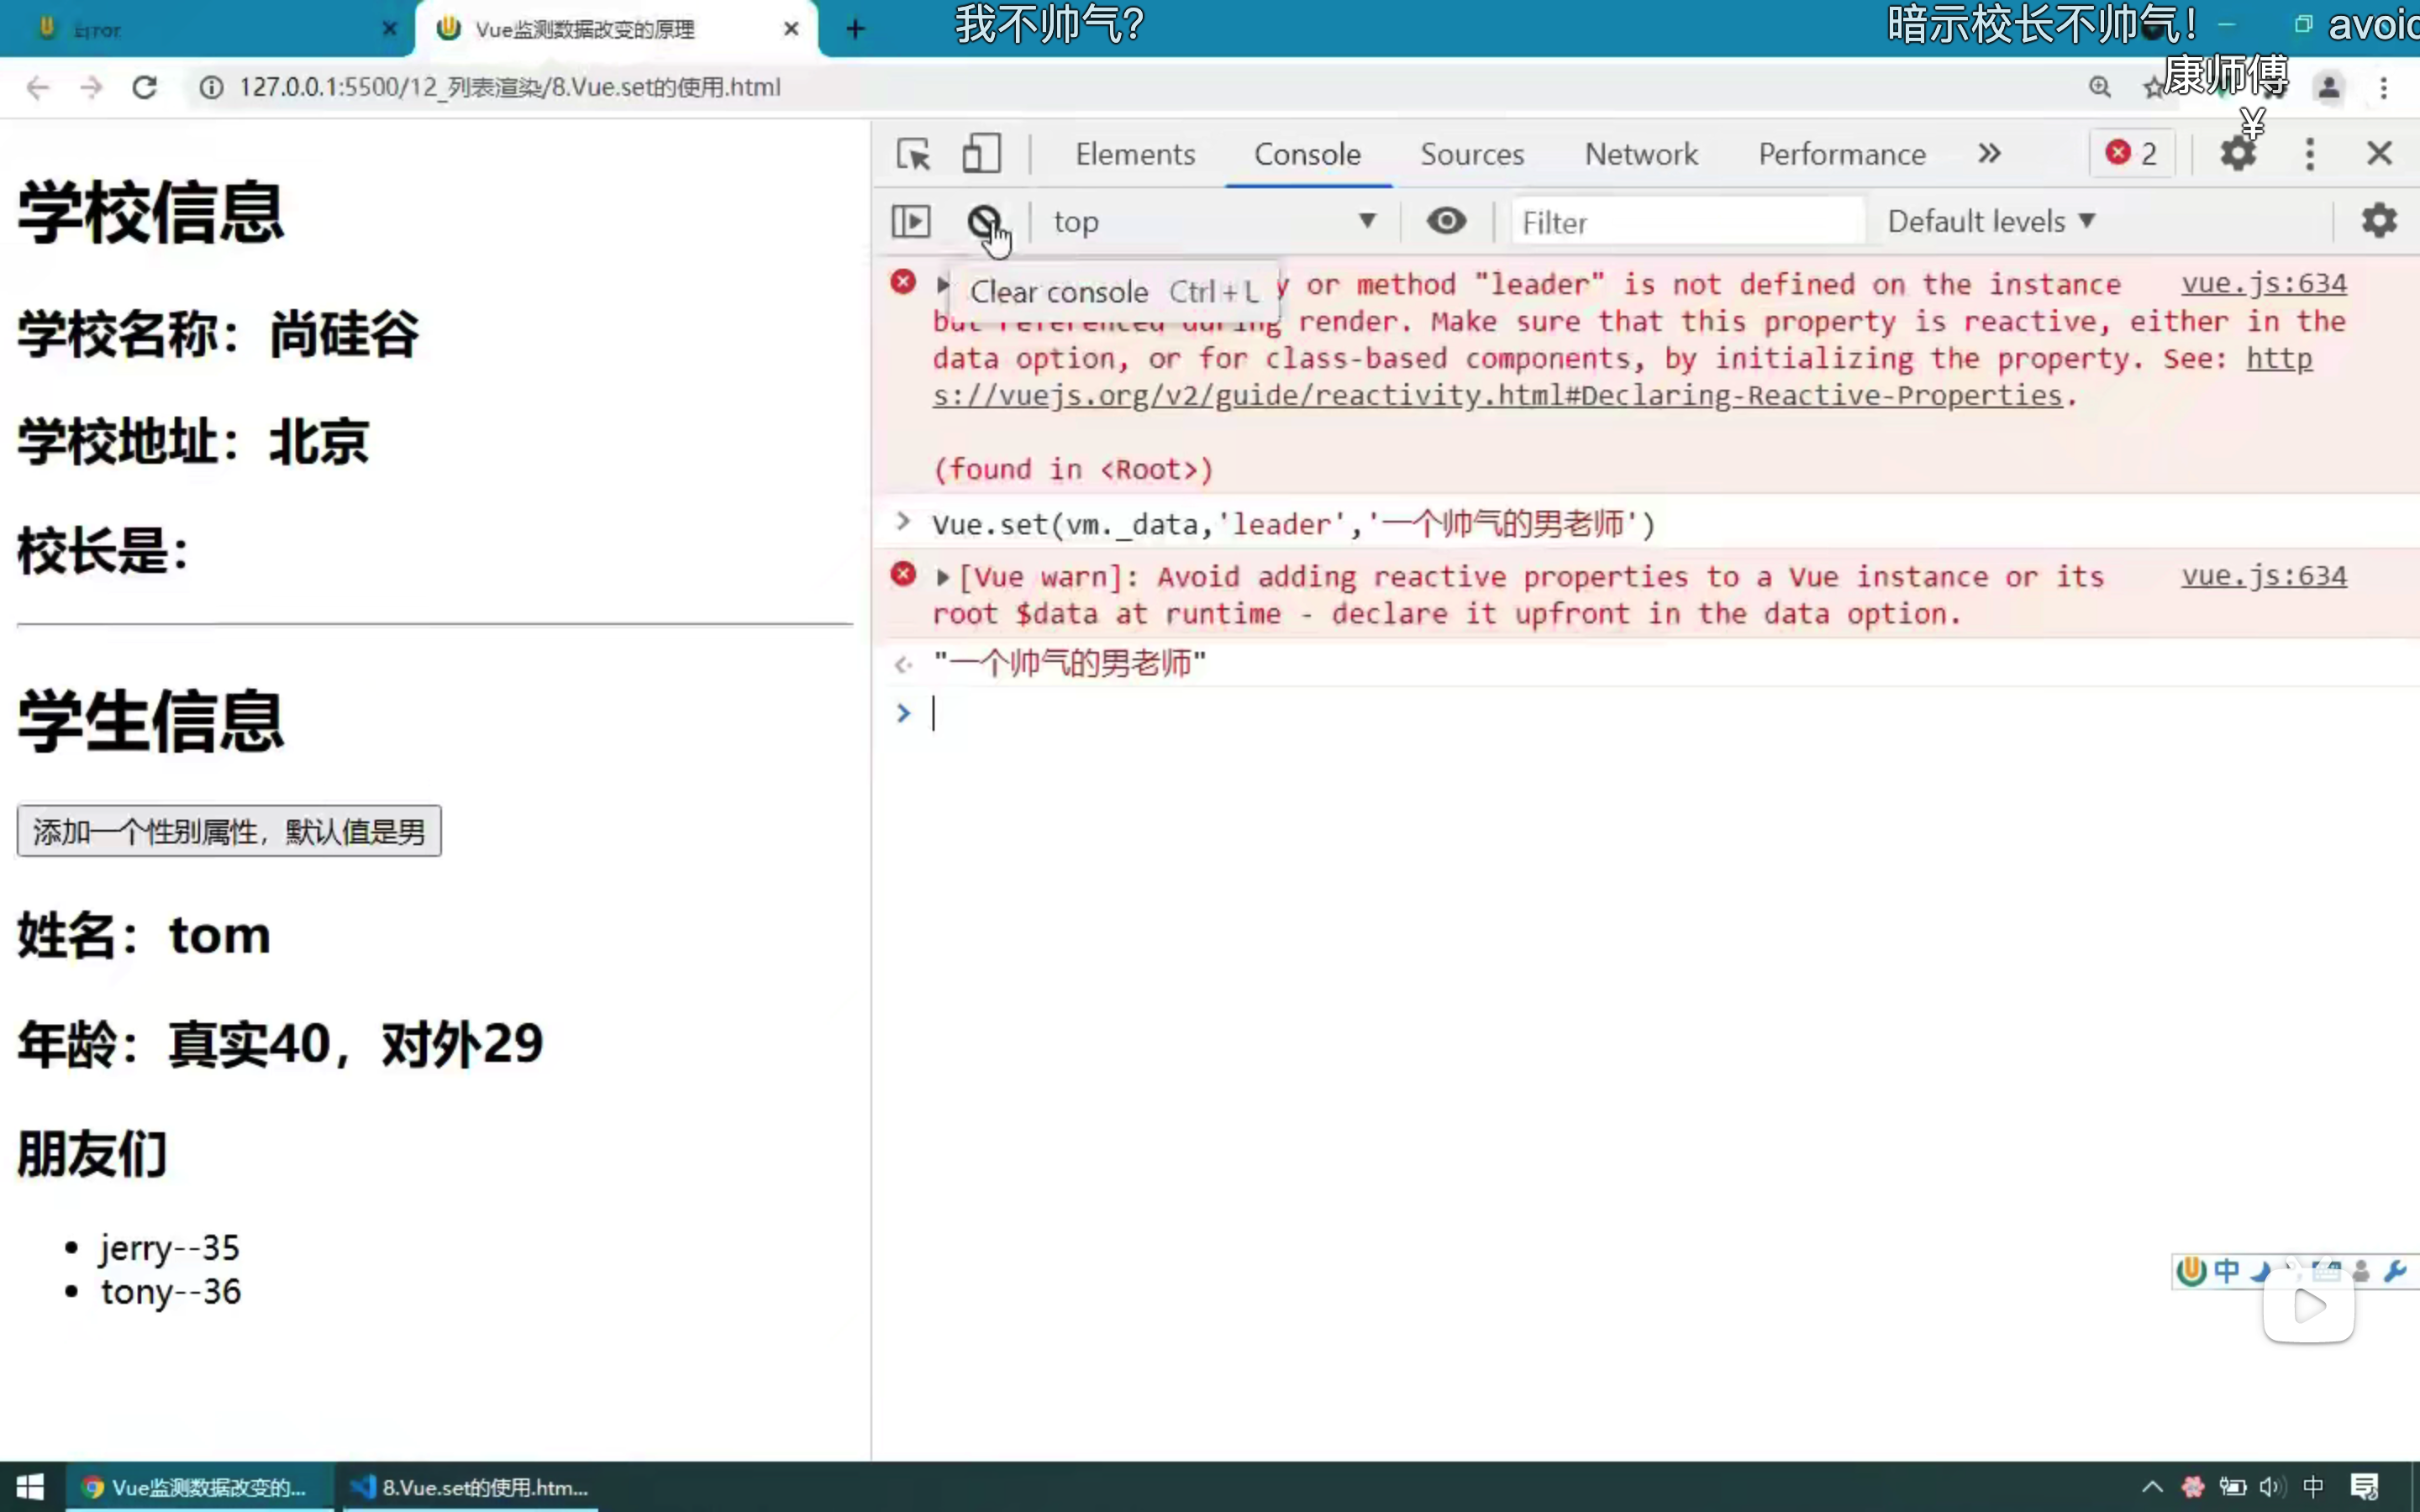 Error
Vue监测数据改变的原理
我不帅气?
暗示校长不帅气!
avoid
127.0.0.1:5500/12_列表渲染/8.Vue.set的使用.html
康师傅
¥
学校信息
学校名称：尚硅谷
学校地址：北京
校长是：
学生信息
添加一个性别属性，默认值是男
姓名：tom
年龄：真实40，对外29
朋友们
jerry--35
tony--36
Elements
Console
Sources
Network
Performance
2
top
Filter
Default levels
Clear console Ctrl+L
y or method "leader" is not defined on the instance vue.js:634
but referenced during render. Make sure that this property is reactive, either in the
data option, or for class-based components, by initializing the property. See: http
s://vuejs.org/v2/guide/reactivity.html#Declaring-Reactive-Properties.
(found in <Root>)
Vue.set(vm._data,'leader','一个帅气的男老师')
[Vue warn]: Avoid adding reactive properties to a Vue instance or its vue.js:634
root $data at runtime - declare it upfront in the data option.
"一个帅气的男老师"
中
Vue监测数据改变的...
8.Vue.set的使用.htm...
中